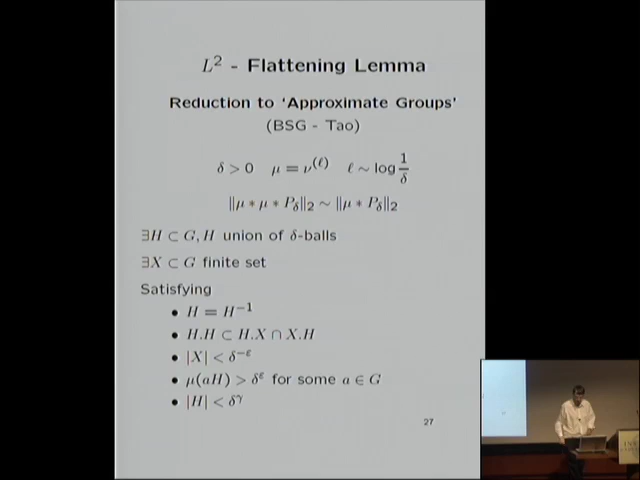 L² - Flattening Lemma
Reduction to ‘Approximate Groups’
(BSG - Tao)
δ > 0   μ = ν^(ℓ)   ℓ ∼ log 1/δ
‖μ ∗ μ ∗ P_δ‖₂ ∼ ‖μ ∗ P_δ‖₂
∃H ⊂ G, H union of δ-balls
∃X ⊂ G finite set
Satisfying
• H = H⁻¹
• H.H ⊂ H.X ∩ X.H
• |X| < δ^−ε
• μ(aH) > δ^ε for some a ∈ G
• |H| < δ^γ
27